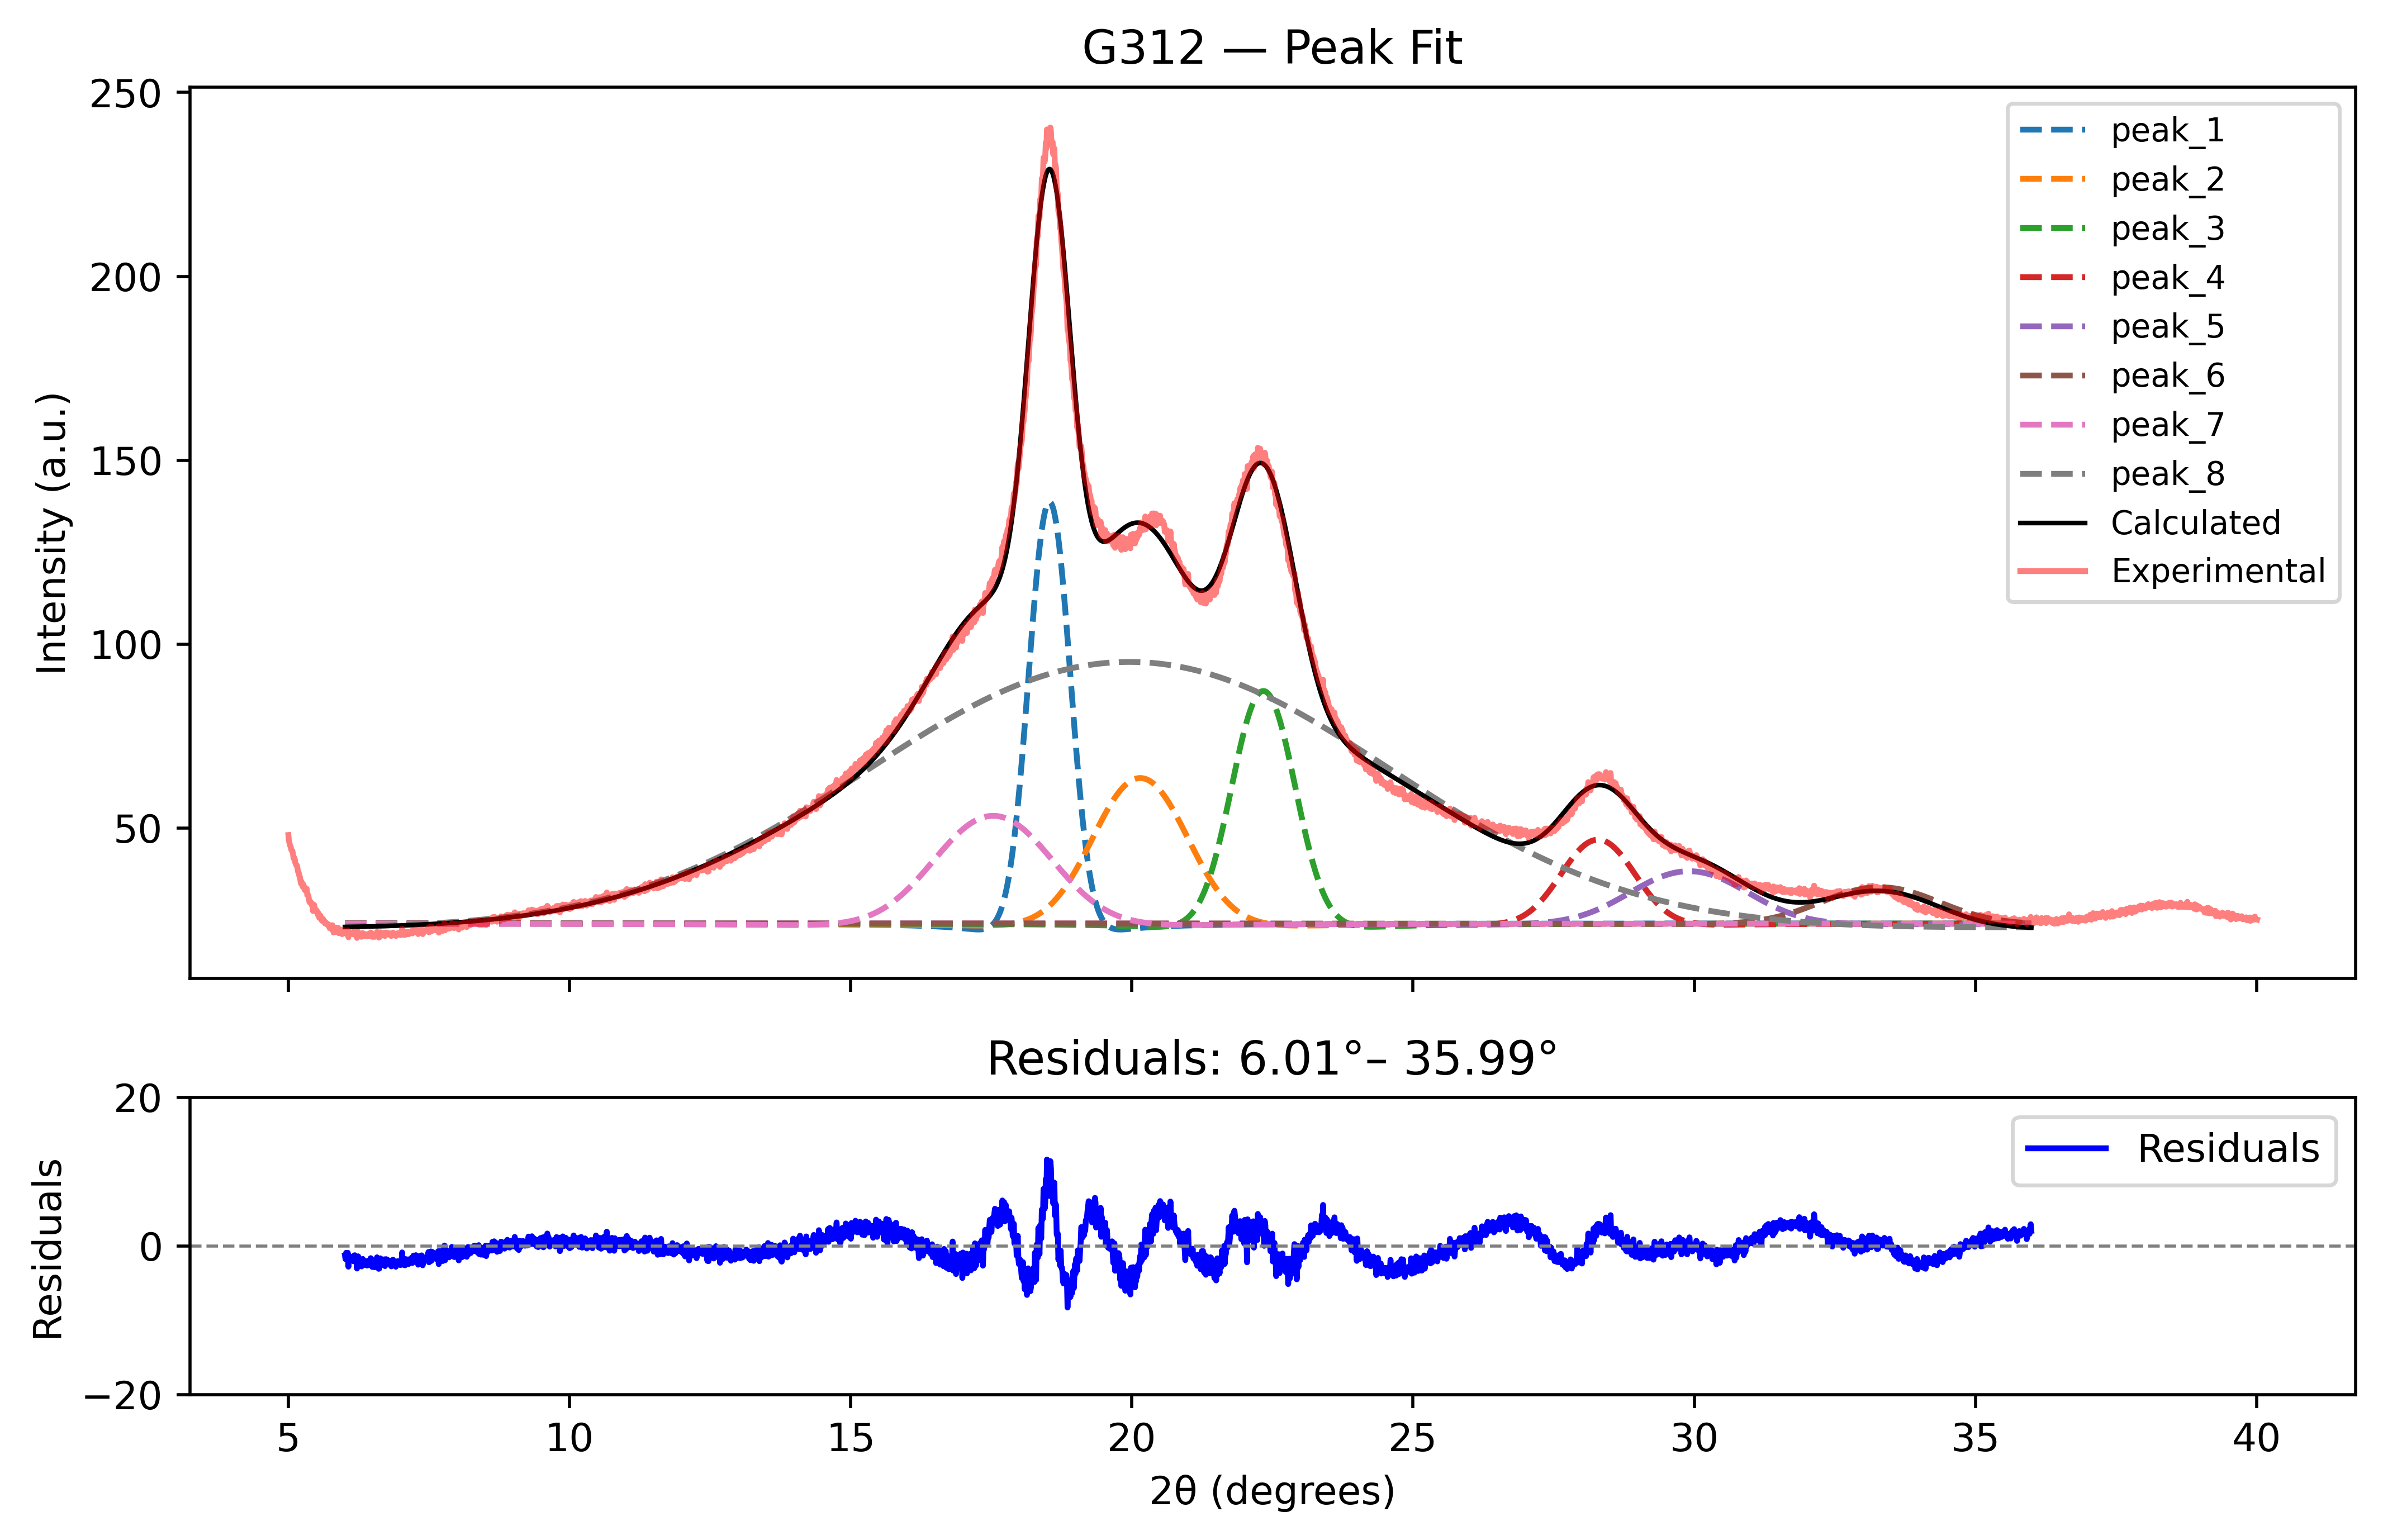 G312 — Peak Fit
250
200
150
100
50
Intensity (a.u.)
peak_1
peak_2
peak_3
peak_4
peak_5
peak_6
peak_7
peak_8
Calculated
Experimental
Residuals: 6.01°– 35.99°
20
0
−20
Residuals
Residuals
5 10 15 20 25 30 35 40
2θ (degrees)